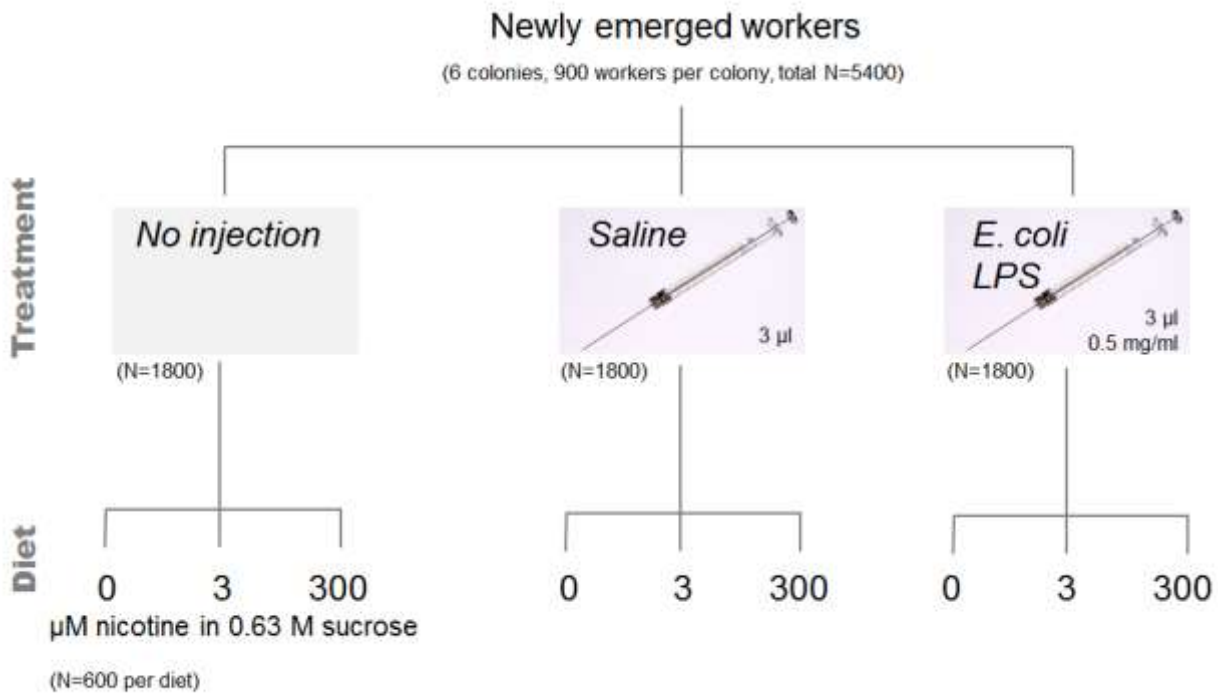 Newly emerged workers
(6 colonies, 900 workers per colony, total N=5400)
Treatment
No injection
Saline
E. coli
LPS
3 µl
3 µl
0.5 mg/ml
(N=1800)
(N=1800)
(N=1800)
Diet
0 3 300
0 3 300
0 3 300
µM nicotine in 0.63 M sucrose
(N=600 per diet)